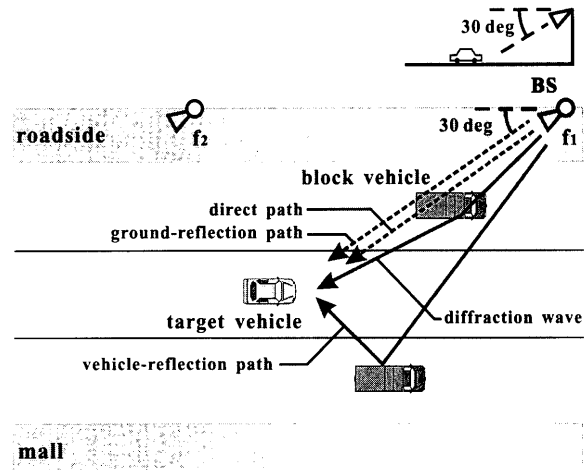 30 deg
BS
roadside
f2
30 deg
f1
block vehicle
direct path
ground-reflection path
target vehicle
diffraction wave
vehicle-reflection path
mall